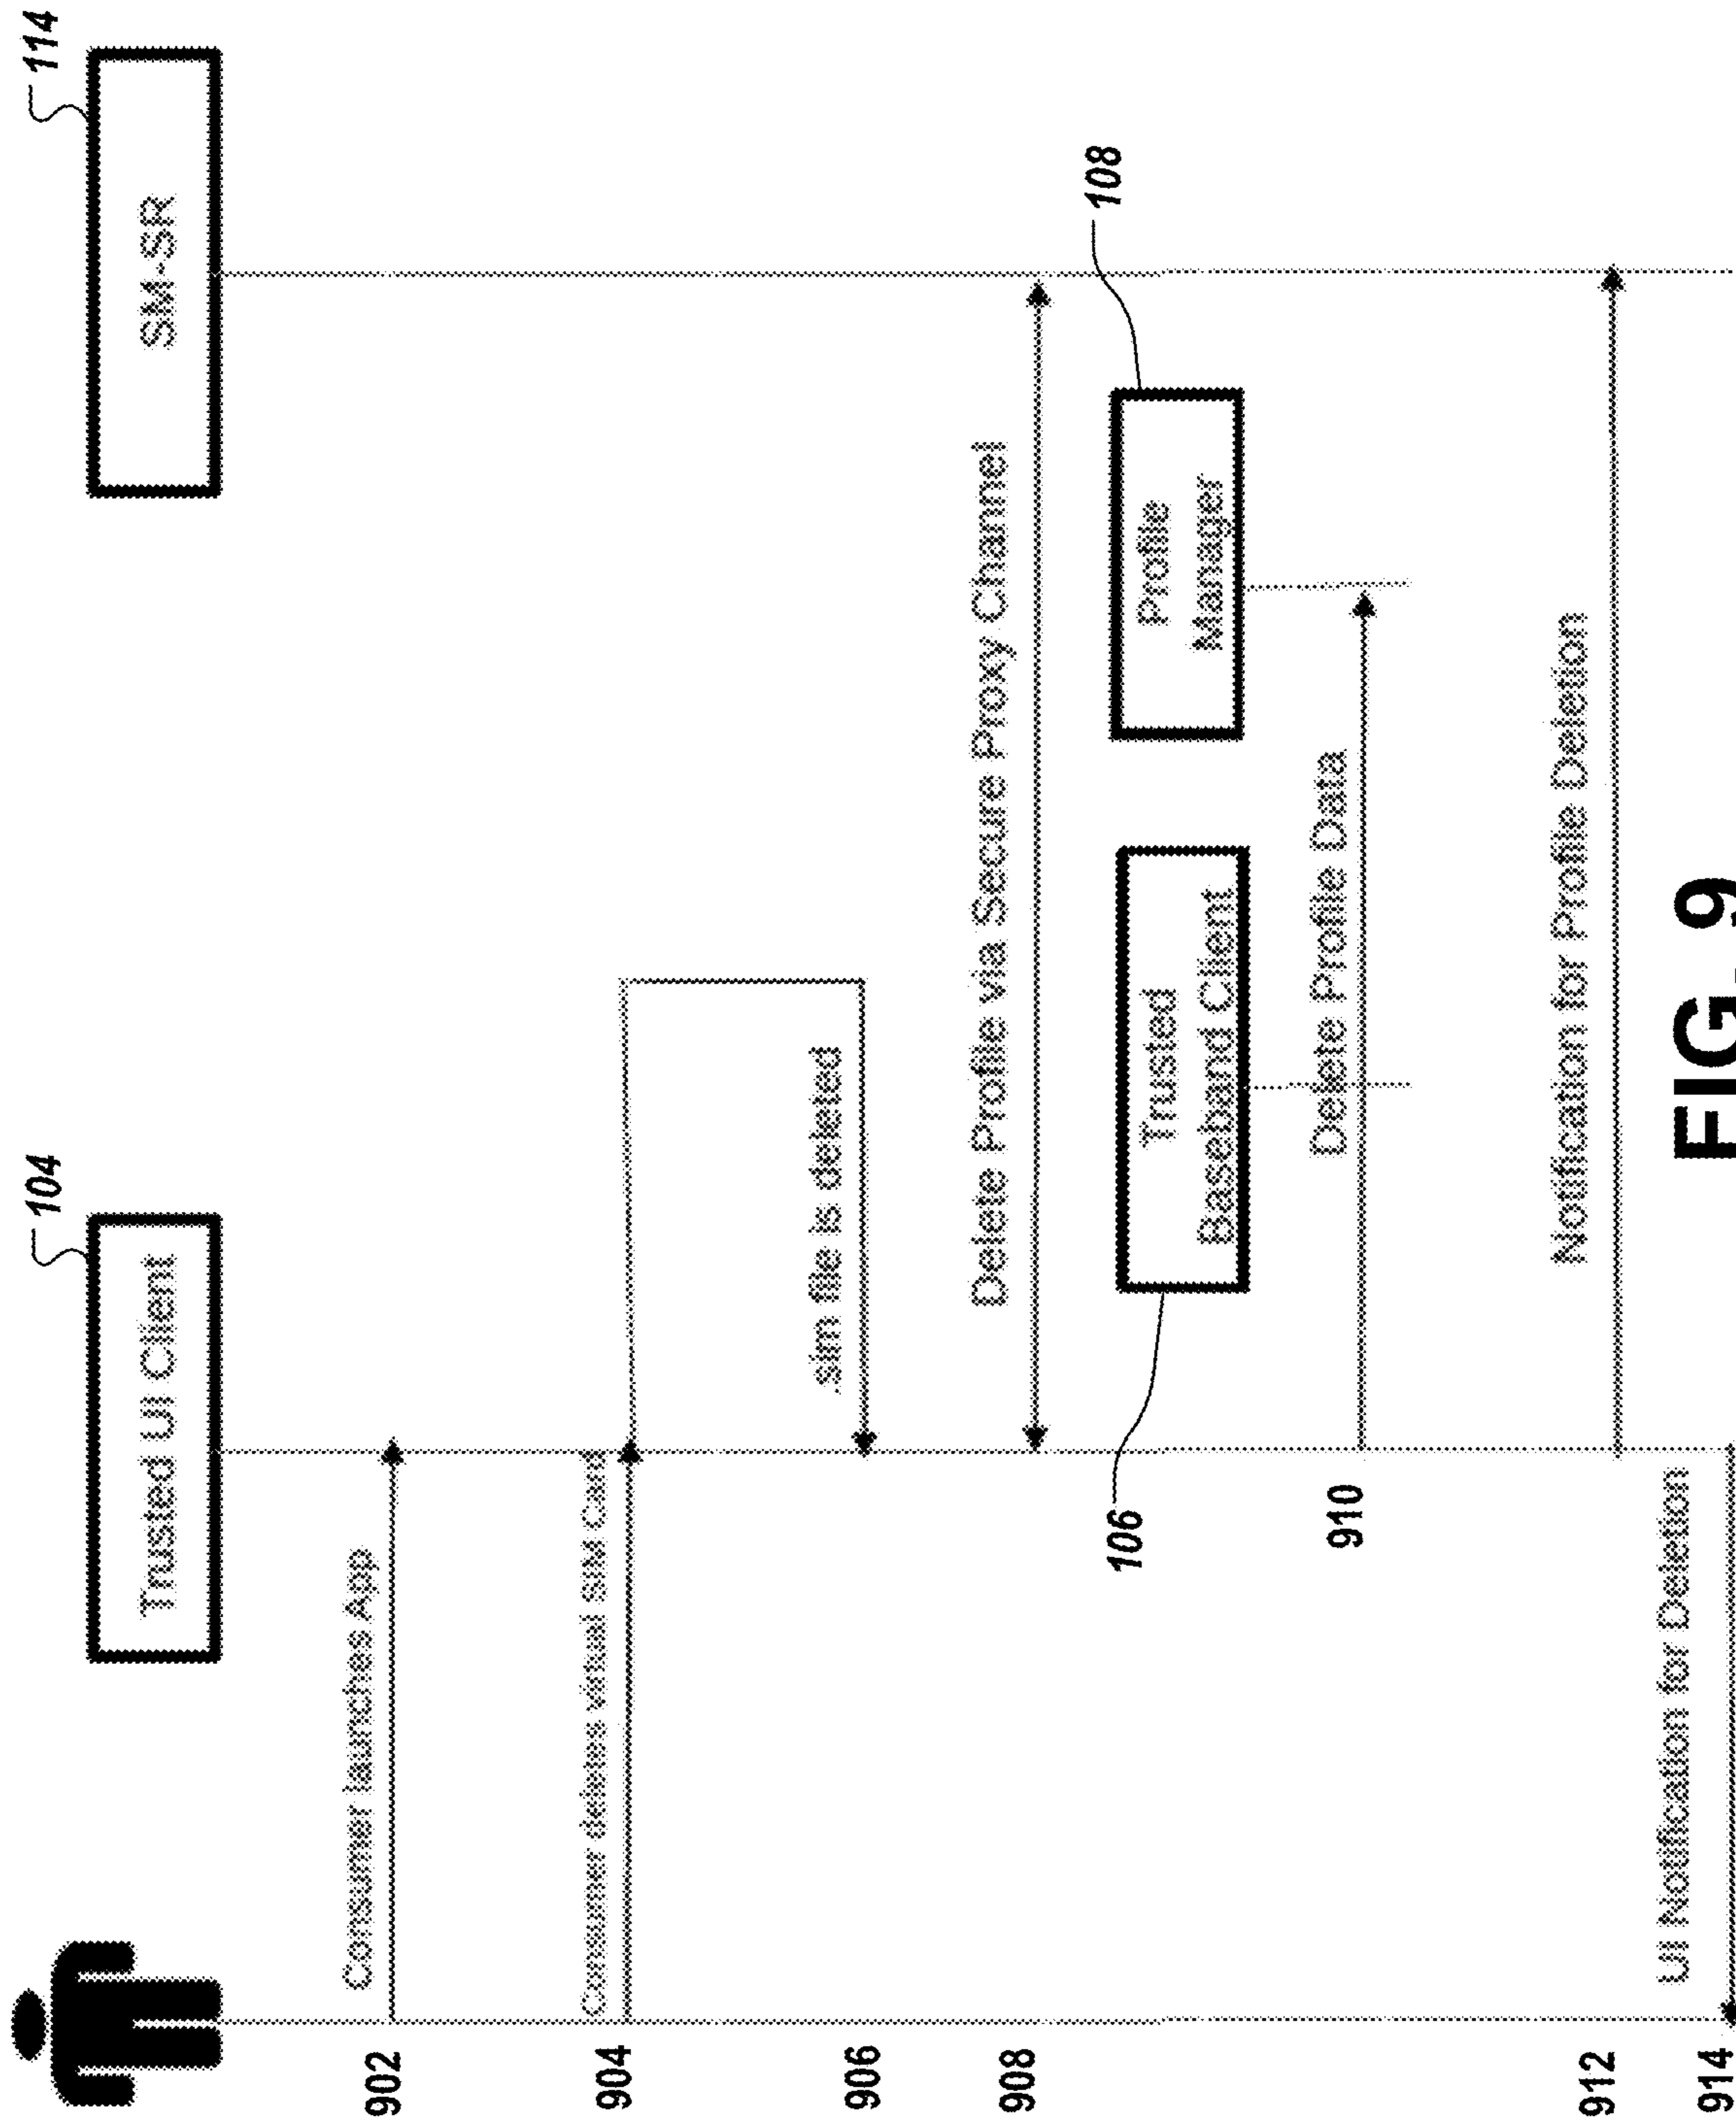 104
114
Trusted UI Client
SM-SR
902
Consumer launches App
904
Consumer deletes virtual SIM Card
906
.sim file is deleted
908
Delete Profile via Secure Proxy Channel
106
108
Trusted
Baseband Client
Profile
Manager
910
Delete Profile Data
912
Notification for Profile Deletion
914
UI Notification for Deletion
FIG. 9